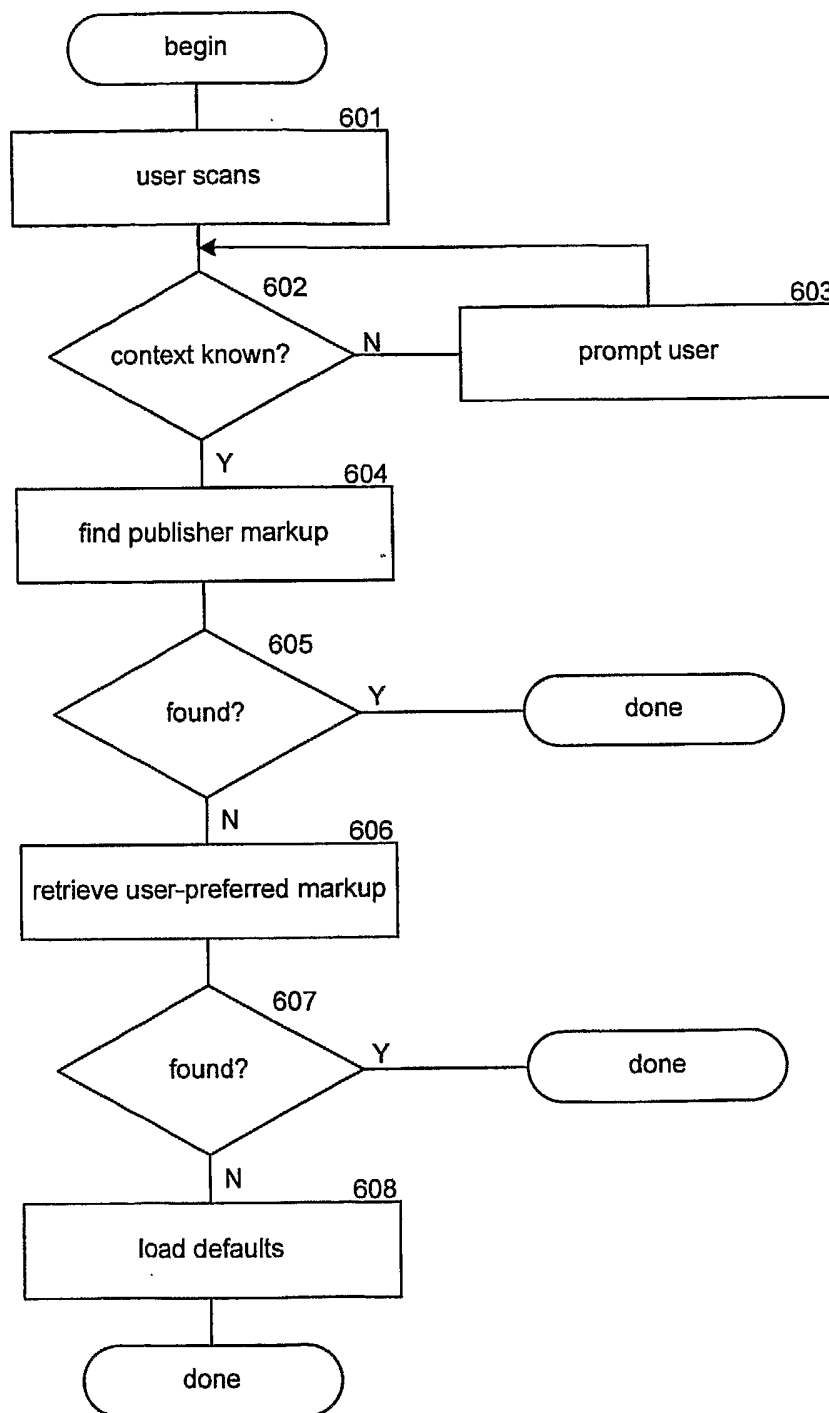 begin
601
user scans
602
context known?
N
603
prompt user
Y
604
find publisher markup
605
found?
Y
done
N
606
retrieve user-preferred markup
607
found?
Y
done
N
608
load defaults
done